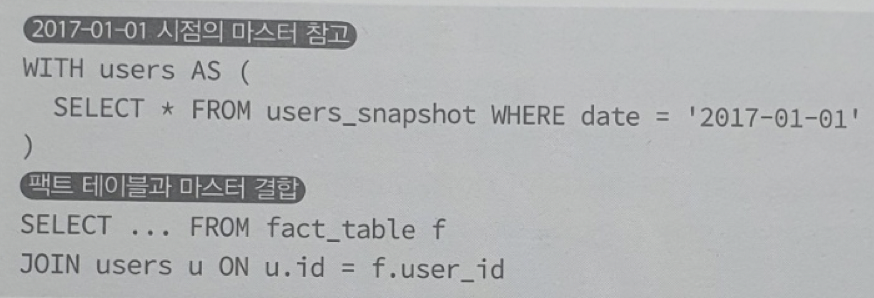 2017-01-01 시점의 마스터 참고
WITH users AS (
  SELECT * FROM users_snapshot WHERE date = '2017-01-01'
)
팩트 테이블과 마스터 결합
SELECT ... FROM fact_table f
JOIN users u ON u.id = f.user_id